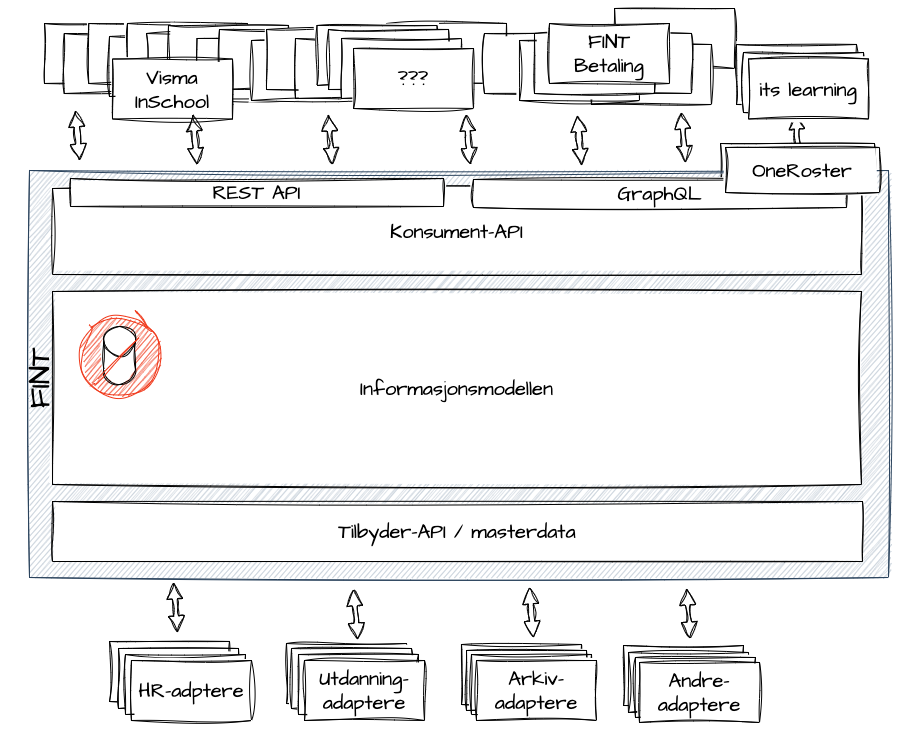 Visma
InSchool
???
FINT
Betaling
its learning
OneRoster
REST API
GraphQL
Konsument-API
FINT
Informasjonsmodellen
Tilbyder-API / masterdata
HR-adptere
Utdanning-
adaptere
Arkiv-
adaptere
Andre-
adaptere